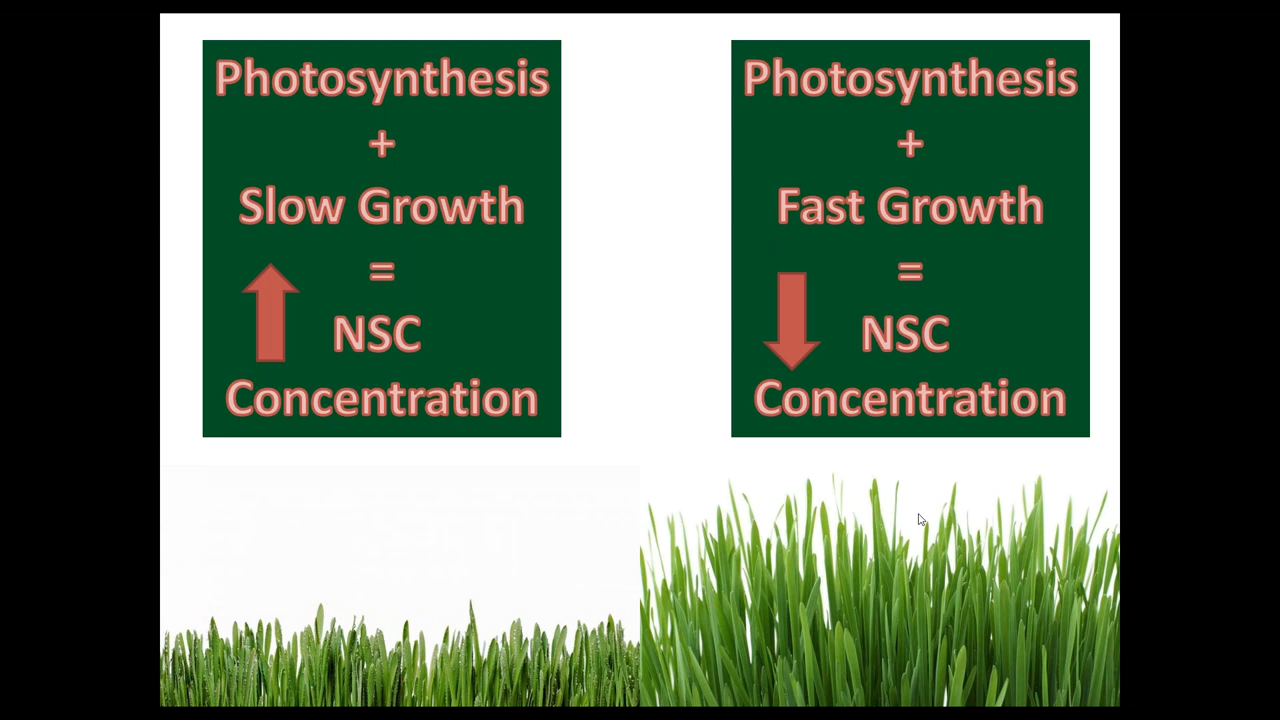 Photosynthesis
+
Slow Growth
=
NSC
Concentration
Photosynthesis
+
Fast Growth
=
NSC
Concentration